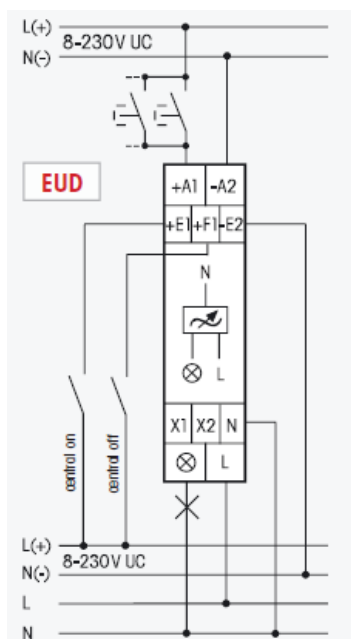 L(+)
8-230V UC
N(-)
EUD
+A1 -A2
+E1 +F1 -E2
N
L
X1 X2 N
L
central on
central off
L(+)
8-230V UC
N(-)
L
N